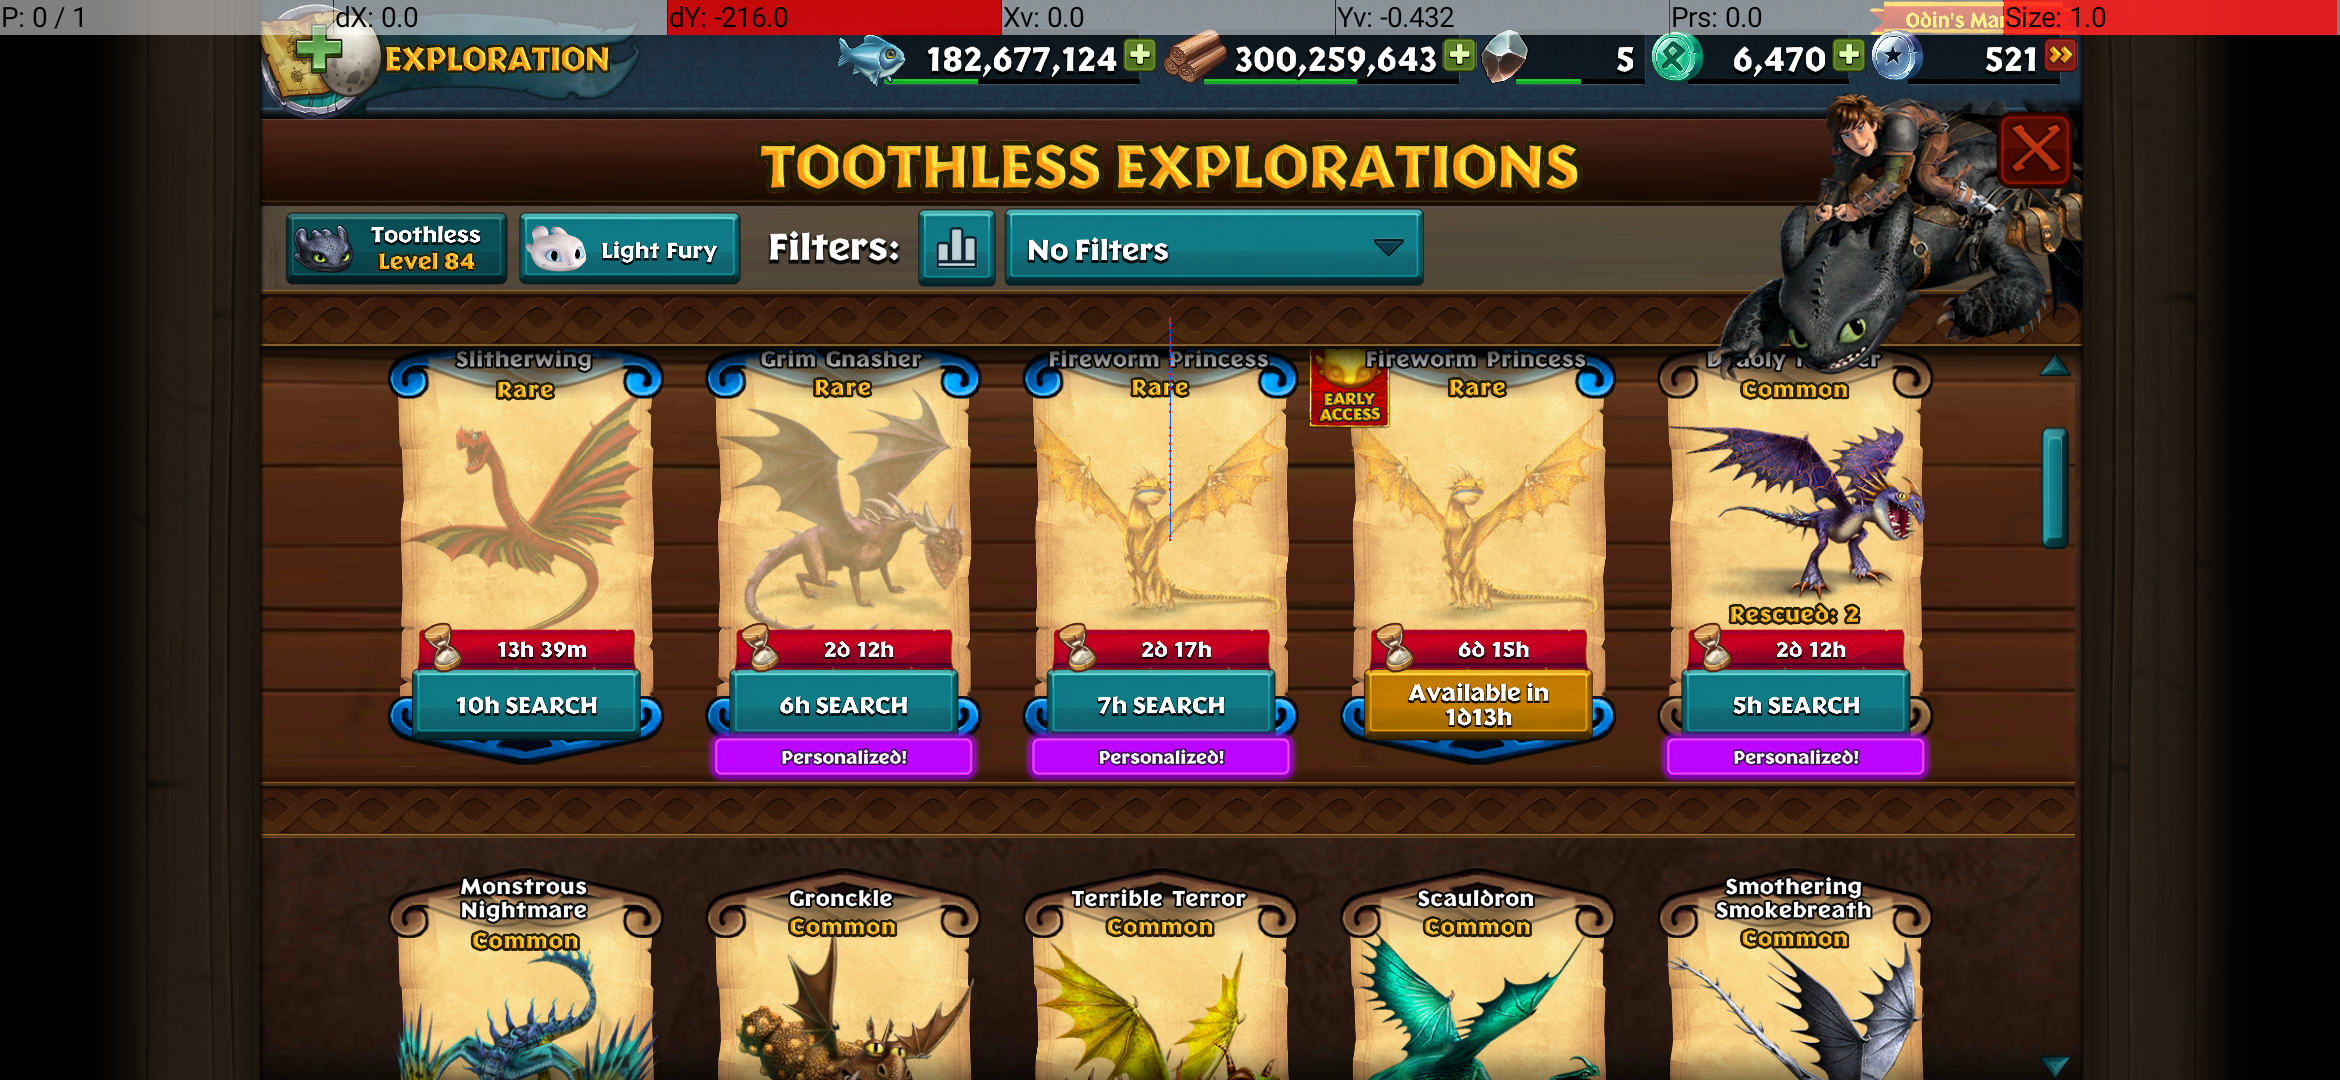 P: 0 / 1
dX: 0.0
dY: -216.0
Xv: 0.0
Yv: -0.432
Prs: 0.0
Size: 1.0
Odin's
EXPLORATION
182,677,124
300,259,643
5
6,470
521
TOOTHLESS EXPLORATIONS
Toothless
Level 84
Light Fury
Filters:
No Filters
Slitherwing
Rare
13h 39m
10h SEARCH
Grim Gnasher
Rare
2d 12h
6h SEARCH
Personalized!
Fireworm Princess
Rare
2d 17h
7h SEARCH
Personalized!
EARLY
ACCESS
Fireworm Princess
Rare
6d 15h
Available in
1d13h
Common
Rescued: 2
2d 12h
5h SEARCH
Personalized!
Monstrous
Nightmare
Common
Gronckle
Common
Terrible Terror
Common
Scauldron
Common
Smothering
Smokebreath
Common